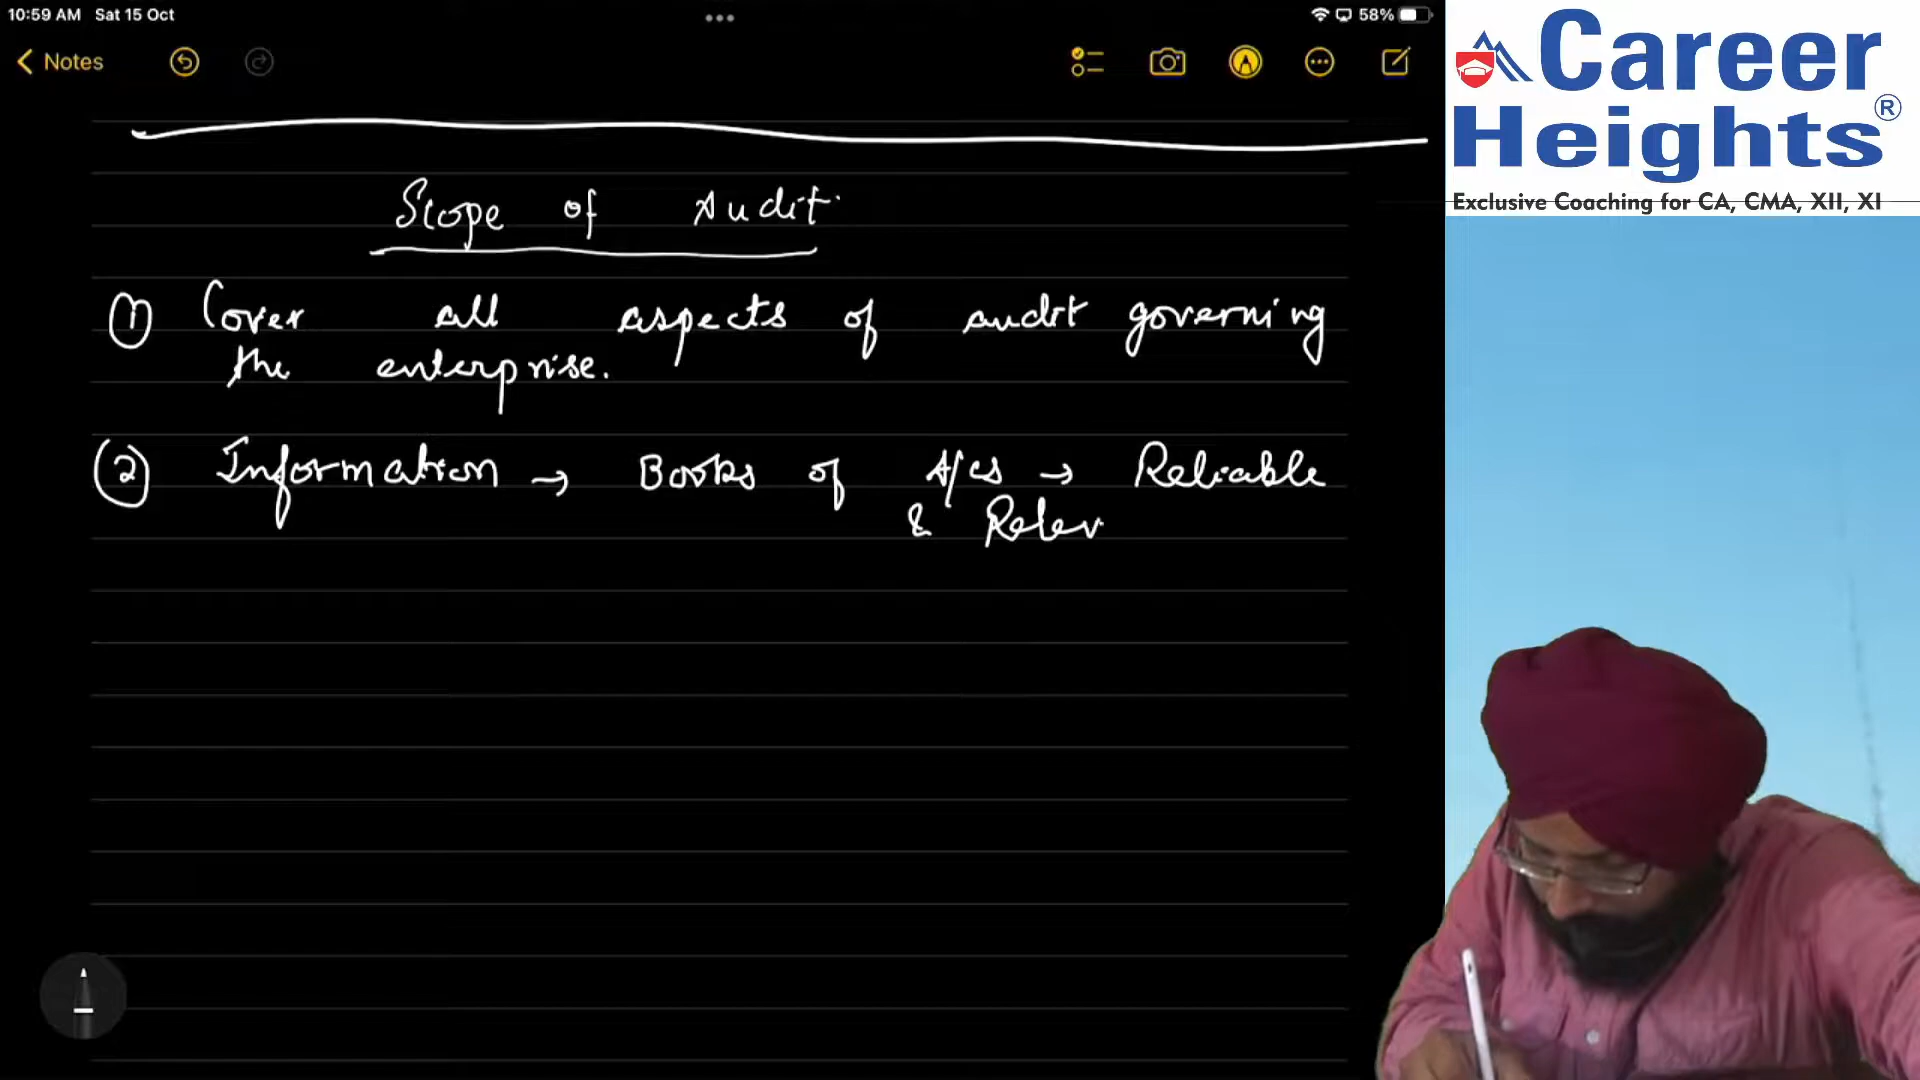 10:59 AM Sat 15 Oct
58%
Notes
Career
Heights®
Exclusive Coaching for CA, CMA, XII, XI
Scope of Audit
① Cover all aspects of audit governing
the enterprise.
② Information → Books of A/cs → Reliable
& Relev